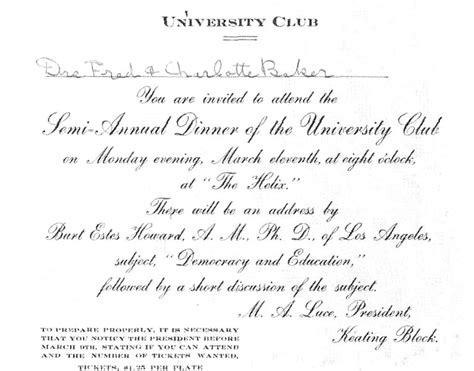 UNIVERSITY CLUB
Drs Fred & Charlotte Baker
You are invited to attend the
Semi-Annual Dinner of the University Club
on Monday evening, March eleventh, at eight o'clock,
at "The Helix."
There will be an address by
Burt Estes Howard, A. M., Ph. D., of Los Angeles,
subject, "Democracy and Education,"
followed by a short discussion of the subject.
M. A. Luce, President,
Keating Block.
TO PREPARE PROPERLY, IT IS NECESSARY
THAT YOU NOTIFY THE PRESIDENT BEFORE
MARCH 9TH, STATING IF YOU CAN ATTEND
AND THE NUMBER OF TICKETS WANTED,
TICKETS, $1.25 PER PLATE